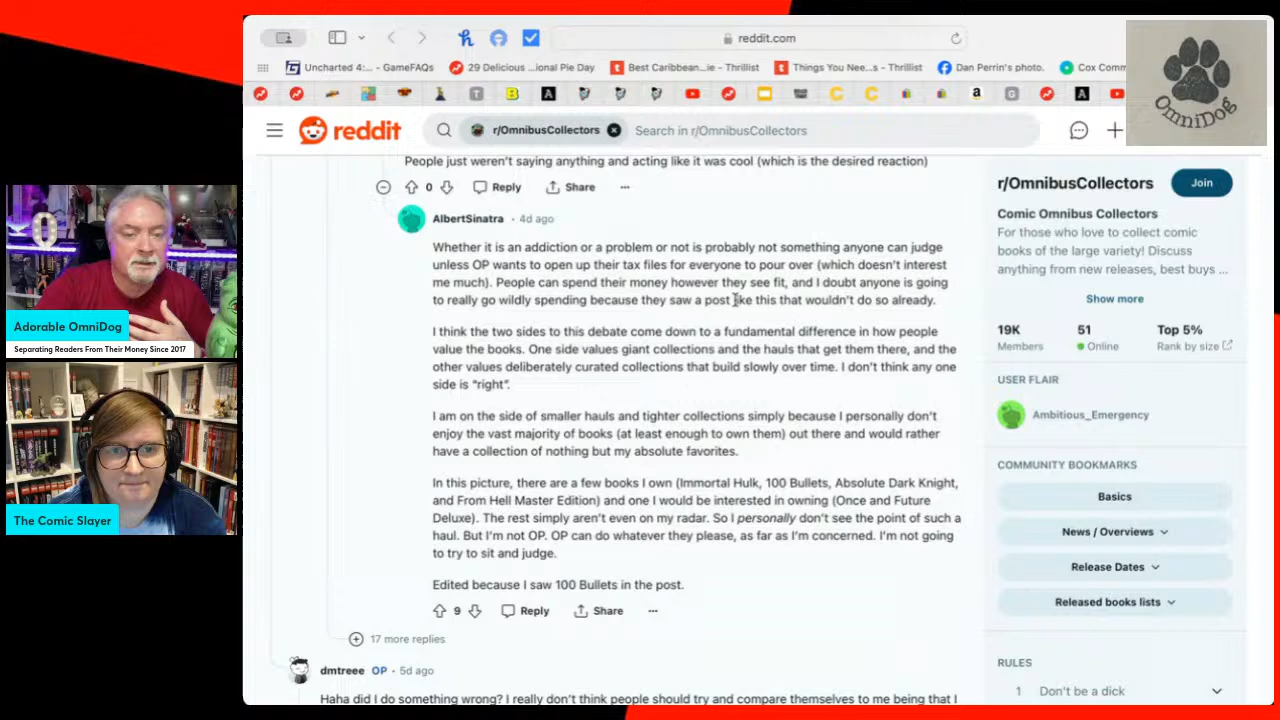 reddit.com
Uncharted 4:... - GameFAQs
29 Delicious ...ional Pie Day
Best Caribbean...ie - Thrillist
Things You Nee...s - Thrillist
Dan Perrin's photo.
Cox Comm
OmniDog
reddit
r/OmnibusCollectors
Search in r/OmnibusCollectors
People just weren't saying anything and acting like it was cool (which is the desired reaction)
0 Reply Share ...
AlbertSinatra • 4d ago
Whether it is an addiction or a problem or not is probably not something anyone can judge
unless OP wants to open up their tax files for everyone to pour over (which doesn't interest
me much). People can spend their money however they see fit, and I doubt anyone is going
to really go wildly spending because they saw a post like this that wouldn't do so already.
I think the two sides to this debate come down to a fundamental difference in how people
value the books. One side values giant collections and the hauls that get them there, and the
other values deliberately curated collections that build slowly over time. I don't think any one
side is "right".
I am on the side of smaller hauls and tighter collections simply because I personally don't
enjoy the vast majority of books (at least enough to own them) out there and would rather
have a collection of nothing but my absolute favorites.
In this picture, there are a few books I own (Immortal Hulk, 100 Bullets, Absolute Dark Knight,
and From Hell Master Edition) and one I would be interested in owning (Once and Future
Deluxe). The rest simply aren't even on my radar. So I personally don't see the point of such a
haul. But I'm not OP. OP can do whatever they please, as far as I'm concerned. I'm not going
to try to sit and judge.
Edited because I saw 100 Bullets in the post.
9 Reply Share ...
17 more replies
dmtreee OP • 5d ago
Haha did I do something wrong? I really don't think people should try and compare themselves to me being that I
r/OmnibusCollectors
Join
Comic Omnibus Collectors
For those who love to collect comic
books of the large variety! Discuss
anything from new releases, best buys ...
Show more
19K 51 Top 5%
Members Online Rank by size
USER FLAIR
Ambitious_Emergency
COMMUNITY BOOKMARKS
Basics
News / Overviews
Release Dates
Released books lists
RULES
1 Don't be a dick
Adorable OmniDog
Separating Readers From Their Money Since 2017
The Comic Slayer